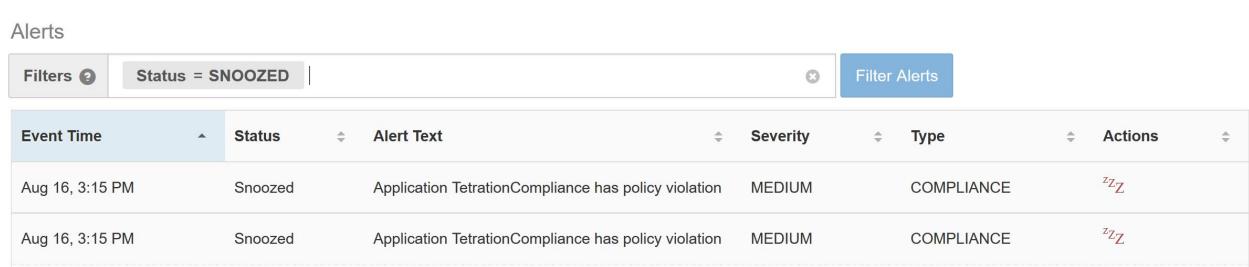 Alerts
Filters ? Status = SNOOZED Filter Alerts
Event Time Status Alert Text Severity Type Actions
Aug 16, 3:15 PM Snoozed Application TetrationCompliance has policy violation MEDIUM COMPLIANCE zzZ
Aug 16, 3:15 PM Snoozed Application TetrationCompliance has policy violation MEDIUM COMPLIANCE zzZ